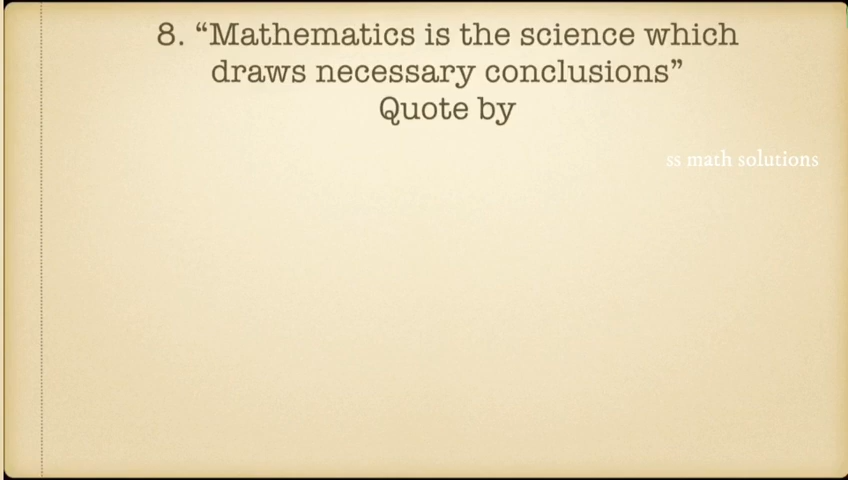 8. “Mathematics is the science which
draws necessary conclusions”
Quote by
ss math solutions